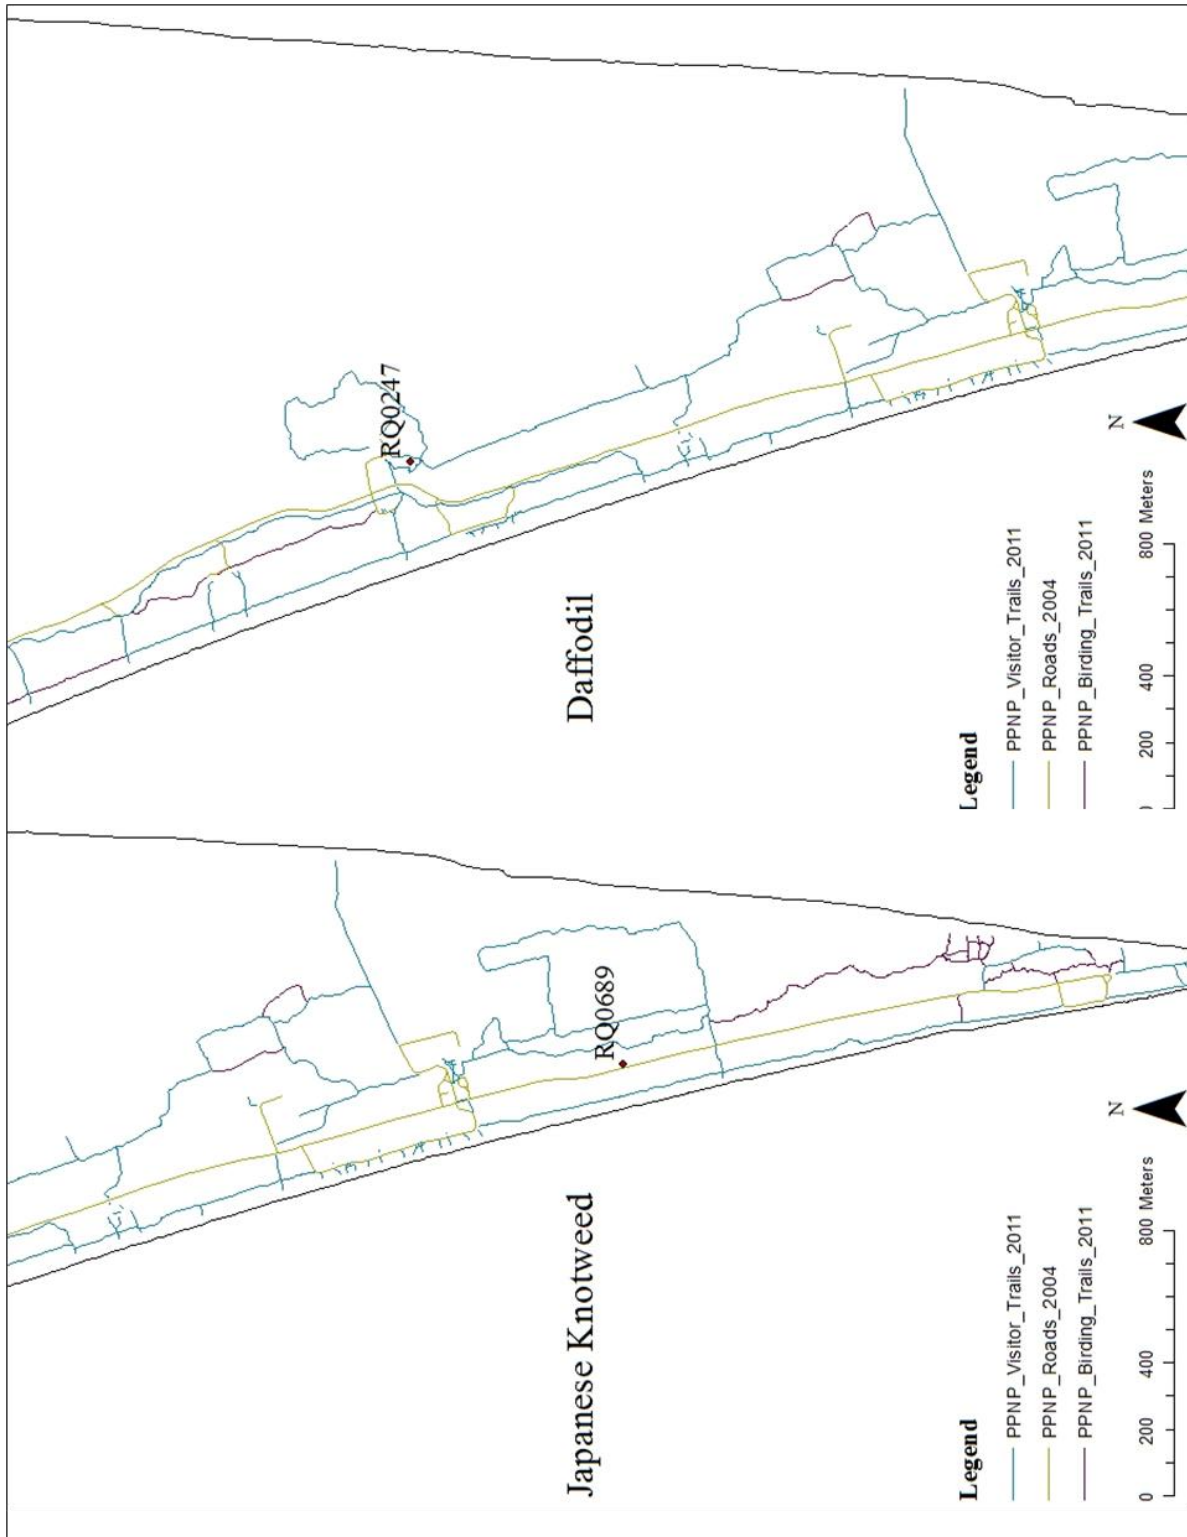 Japanese Knotweed
RQ0689
Legend
PPNP_Visitor_Trails_2011
PPNP_Roads_2004
PPNP_Birding_Trails_2011
0 200 400 800 Meters
N
Daffodil
RQ0247
Legend
PPNP_Visitor_Trails_2011
PPNP_Roads_2004
PPNP_Birding_Trails_2011
0 200 400 800 Meters
N